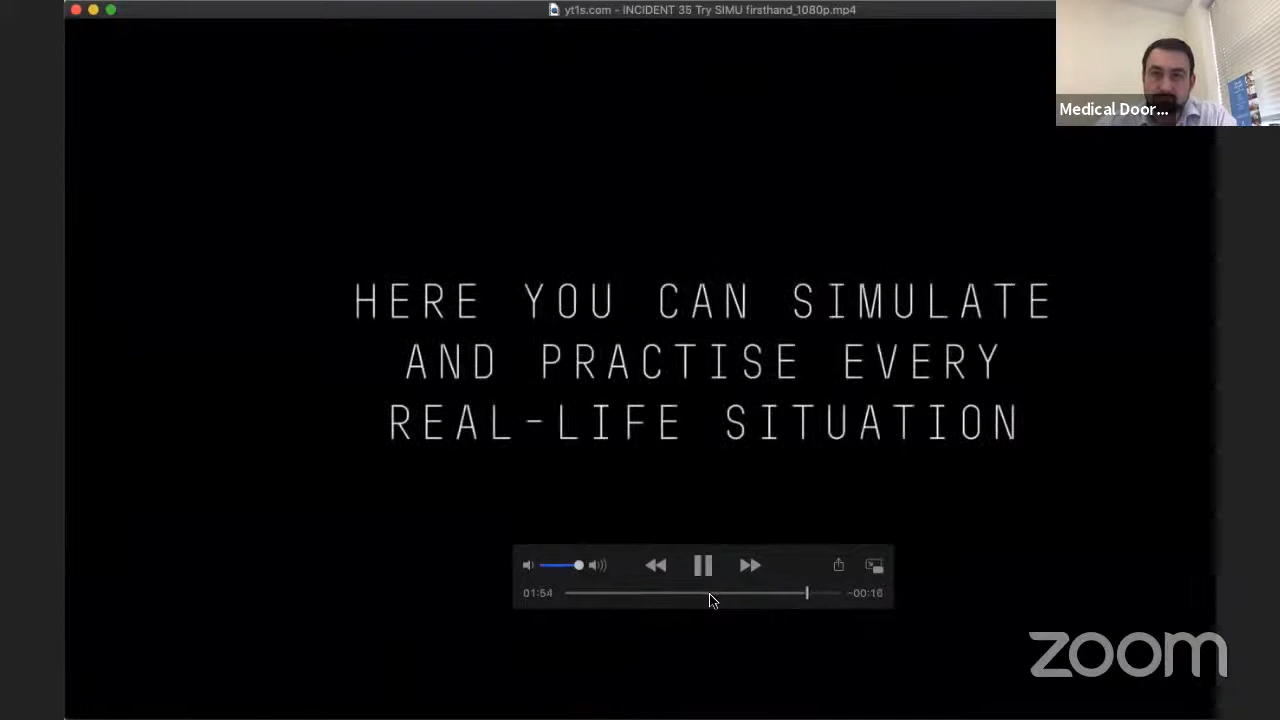 yt1s.com - INCIDENT 35 Try SIMU firsthand_1080p.mp4
Medical Door...
HERE YOU CAN SIMULATE
AND PRACTISE EVERY
REAL-LIFE SITUATION
01:54
-00:16
zoom